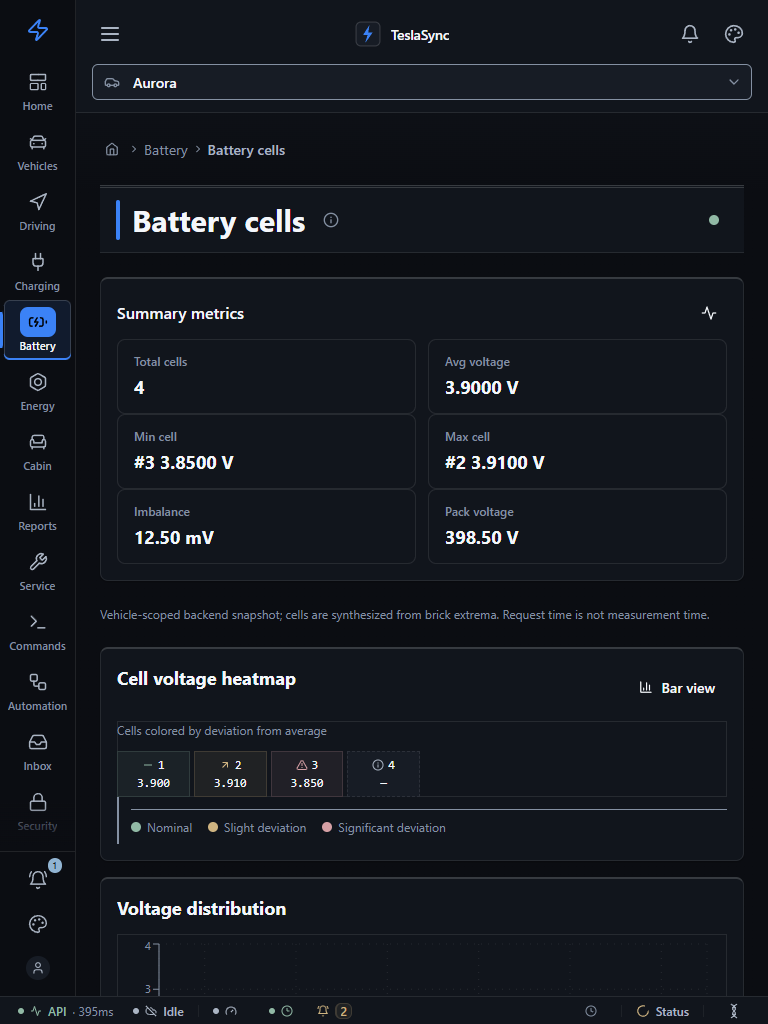 TeslaSync
Aurora
Home
Vehicles
Driving
Charging
Battery
Energy
Cabin
Reports
Service
Commands
Automation
Inbox
Security
1
Battery > Battery cells
Battery cells
Summary metrics
Total cells
4
Avg voltage
3.9000 V
Min cell
#3 3.8500 V
Max cell
#2 3.9100 V
Imbalance
12.50 mV
Pack voltage
398.50 V
Vehicle-scoped backend snapshot; cells are synthesized from brick extrema. Request time is not measurement time.
Cell voltage heatmap
Bar view
Cells colored by deviation from average
1
3.900
2
3.910
3
3.850
4
–
Nominal
Slight deviation
Significant deviation
Voltage distribution
4
3
API · 395ms
Idle
2
Status